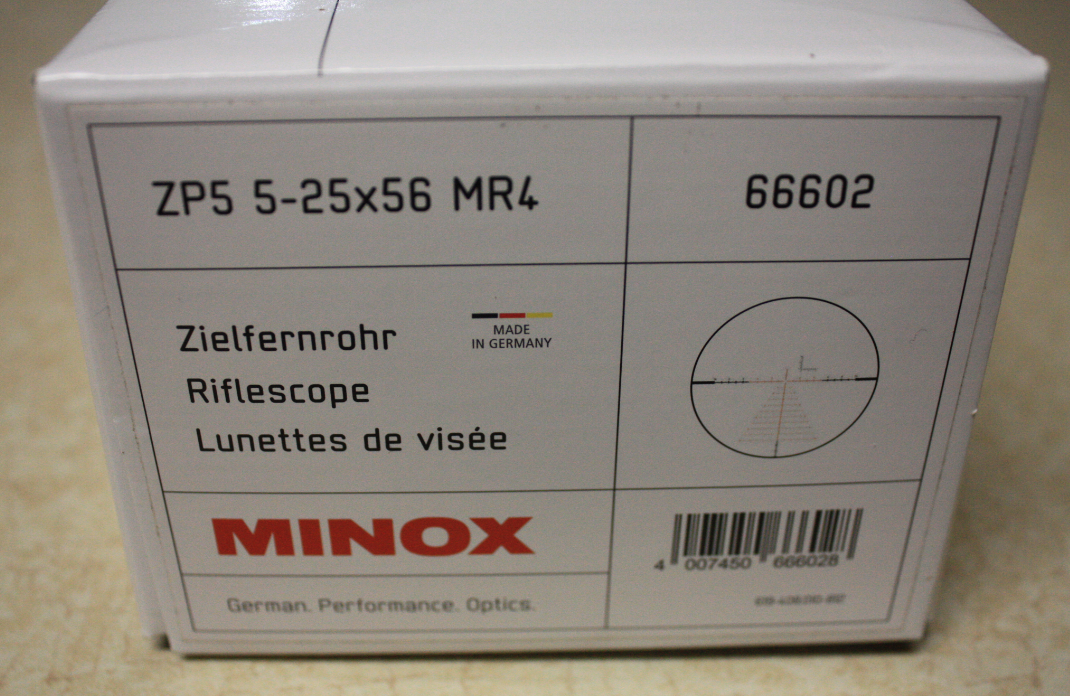 ZP5 5-25x56 MR4
66602
Zielfernrohr
MADE
IN GERMANY
Riflescope
Lunettes de visée
MINOX
4 007450 666028
German. Performance. Optics.